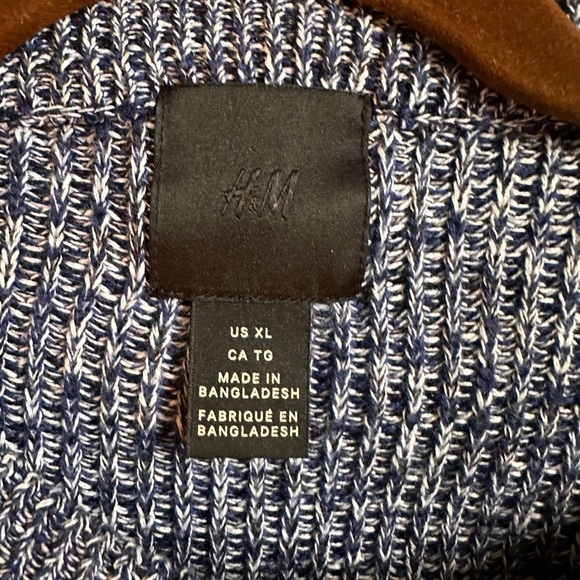 H&M
US XL
CA TG
MADE IN
BANGLADESH
FABRIQUÉ EN
BANGLADESH